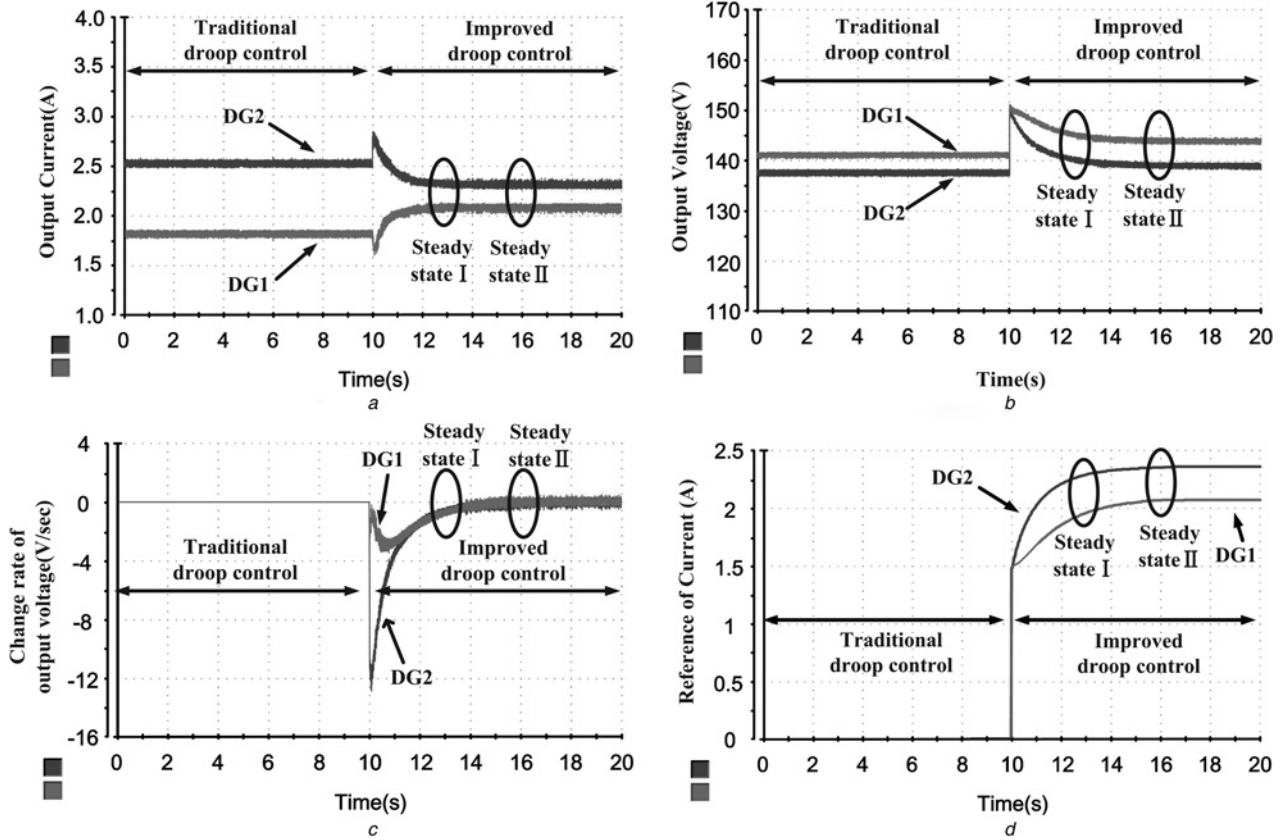 Traditional
droop control
Improved
droop control
DG2
DG1
Steady
state I
Steady
state II
Output Current(A)
4.0
3.5
3.0
2.5
2.0
1.5
1.0
0 2 4 6 8 10 12 14 16 18 20
Time(s)
a
Traditional
droop control
Improved
droop control
DG1
DG2
Steady
state I
Steady
state II
Output Voltage(V)
170
160
150
140
130
120
110
0 2 4 6 8 10 12 14 16 18 20
Time(s)
b
Steady
state I
Steady
state II
DG1
Traditional
droop control
Improved
droop control
DG2
Change rate of
output voltage(V/sec)
4
0
-4
-8
-12
-16
0 2 4 6 8 10 12 14 16 18 20
Time(s)
c
DG2
Steady
state I
Steady
state II
DG1
Traditional
droop control
Improved
droop control
Reference of Current (A)
2.5
2
1.5
1
0.5
0
0 2 4 6 8 10 12 14 16 18 20
Time(s)
d